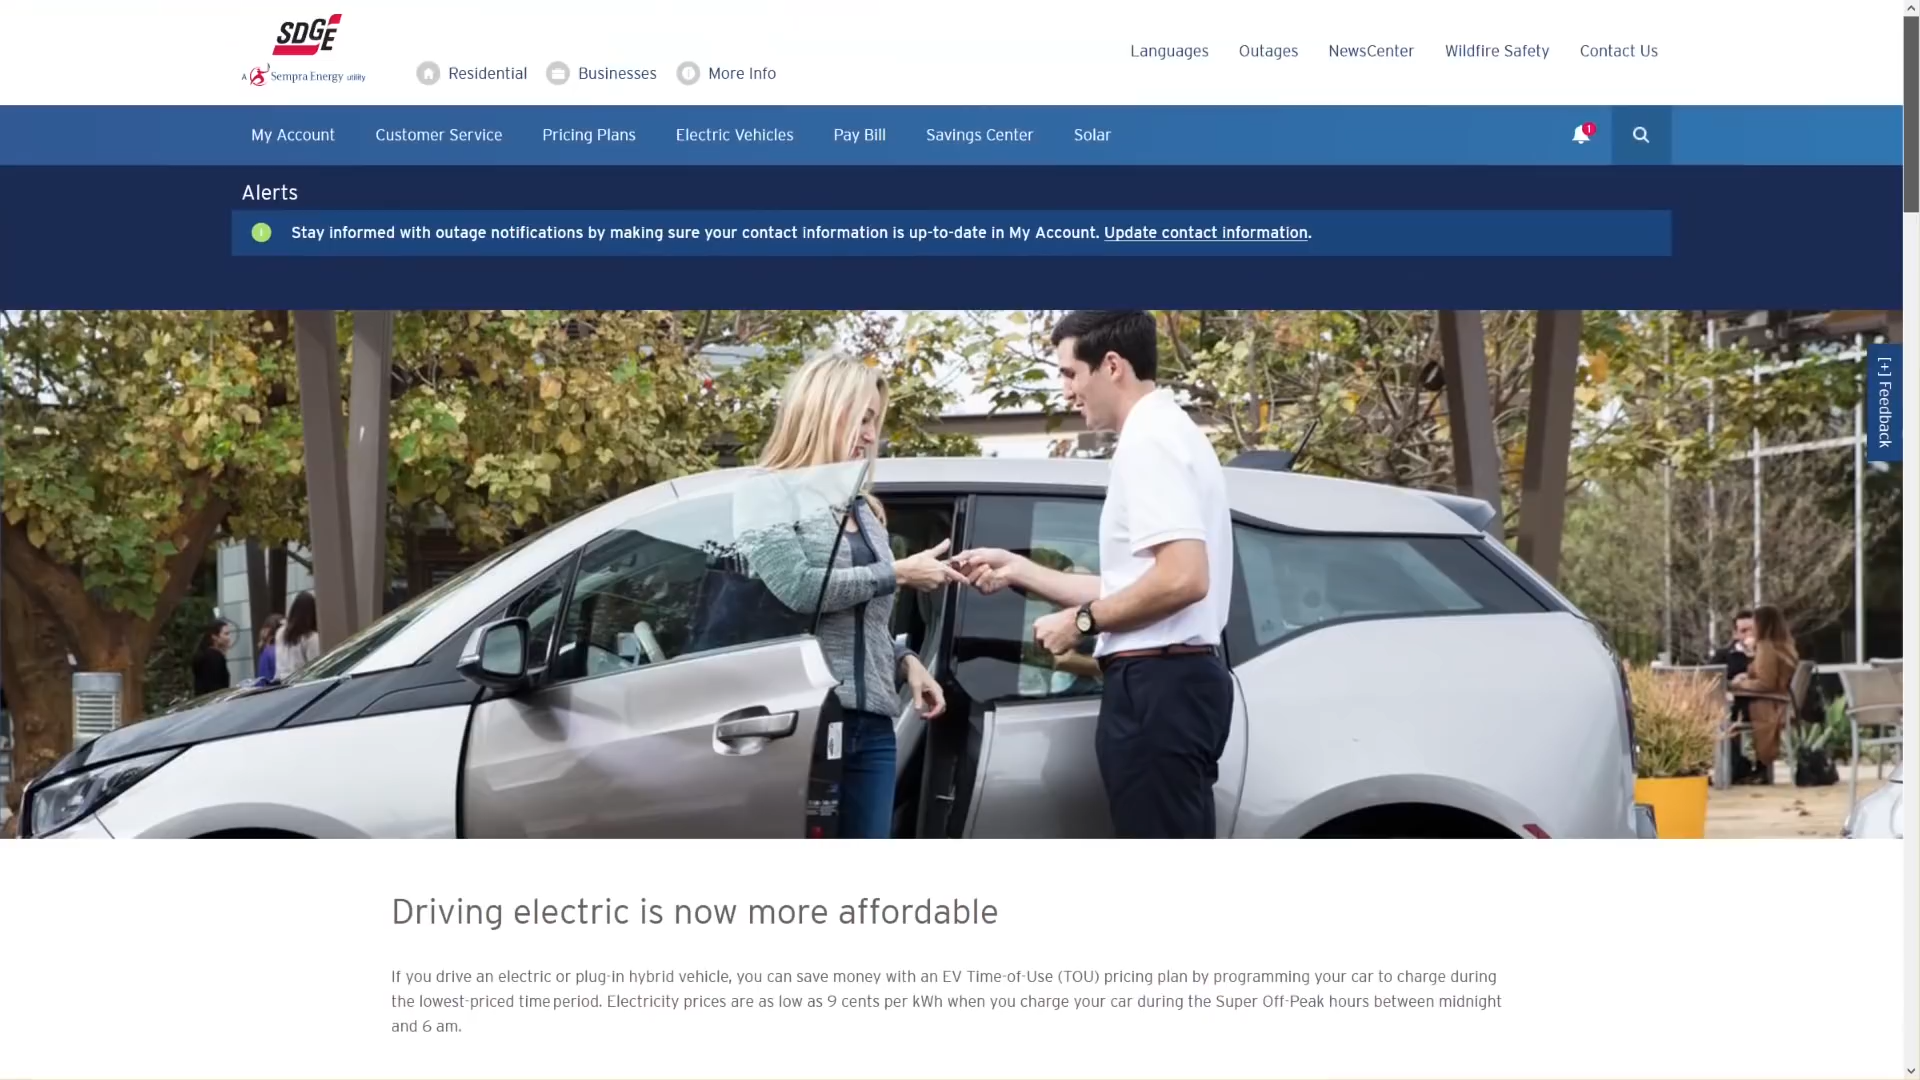 SDGE
A Sempra Energy utility
Residential
Businesses
More Info
Languages
Outages
NewsCenter
Wildfire Safety
Contact Us
My Account
Customer Service
Pricing Plans
Electric Vehicles
Pay Bill
Savings Center
Solar
1
Alerts
Stay informed with outage notifications by making sure your contact information is up-to-date in My Account. Update contact information.
[+] Feedback
Driving electric is now more affordable
If you drive an electric or plug-in hybrid vehicle, you can save money with an EV Time-of-Use (TOU) pricing plan by programming your car to charge during
the lowest-priced time period. Electricity prices are as low as 9 cents per kWh when you charge your car during the Super Off-Peak hours between midnight
and 6 am.